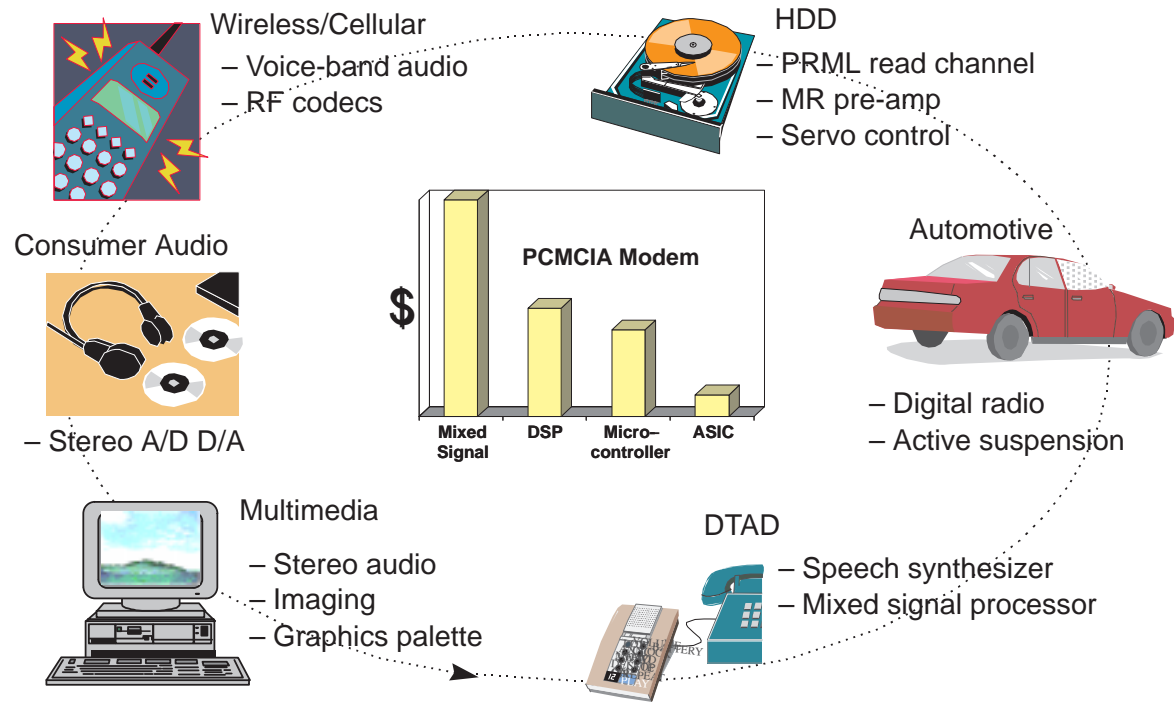 Wireless/Cellular
– Voice-band audio
– RF codecs
HDD
– PRML read channel
– MR pre-amp
– Servo control
Consumer Audio
– Stereo A/D D/A
$
PCMCIA Modem
Mixed
Signal
DSP
Micro–
controller
ASIC
Automotive
– Digital radio
– Active suspension
Multimedia
– Stereo audio
– Imaging
– Graphics palette
DTAD
– Speech synthesizer
– Mixed signal processor
12
PLAY